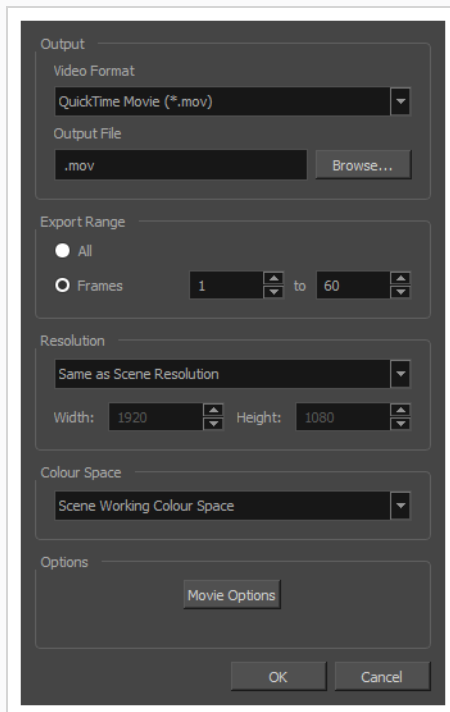 Output
Video Format
QuickTime Movie (*.mov)
Output File
.mov Browse...
Export Range
All
Frames 1 to 60
Resolution
Same as Scene Resolution
Width: 1920 Height: 1080
Colour Space
Scene Working Colour Space
Options
Movie Options
OK Cancel